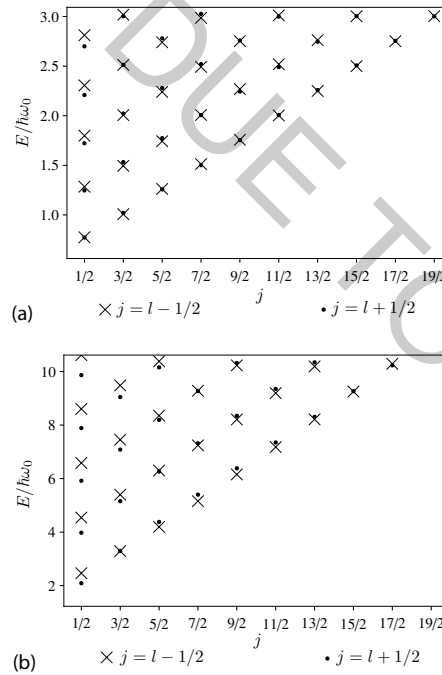 3.0
2.5
2.0
1.5
1.0
E/ħω₀
1/2 3/2 5/2 7/2 9/2 11/2 13/2 15/2 17/2 19/2
j
(a) × j = l − 1/2 • j = l + 1/2
10
8
6
4
2
E/ħω₀
1/2 3/2 5/2 7/2 9/2 11/2 13/2 15/2 17/2 19/2
j
(b) × j = l − 1/2 • j = l + 1/2
DUE TO